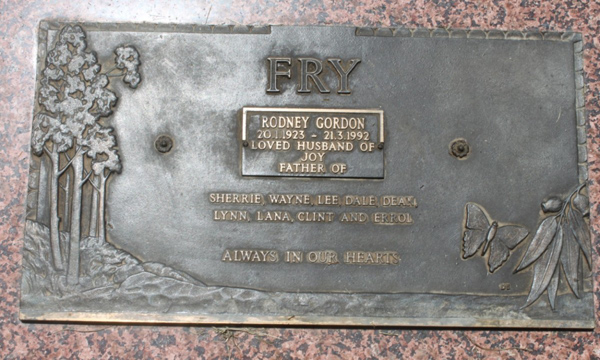 FRY
RODNEY GORDON
20.1.1923 - 21.3.1992
LOVED HUSBAND OF
JOY
FATHER OF
SHERRIE, WAYNE, LEE, DALE, DEAN,
LYNN, LANA, CLINT AND ERROL
ALWAYS IN OUR HEARTS